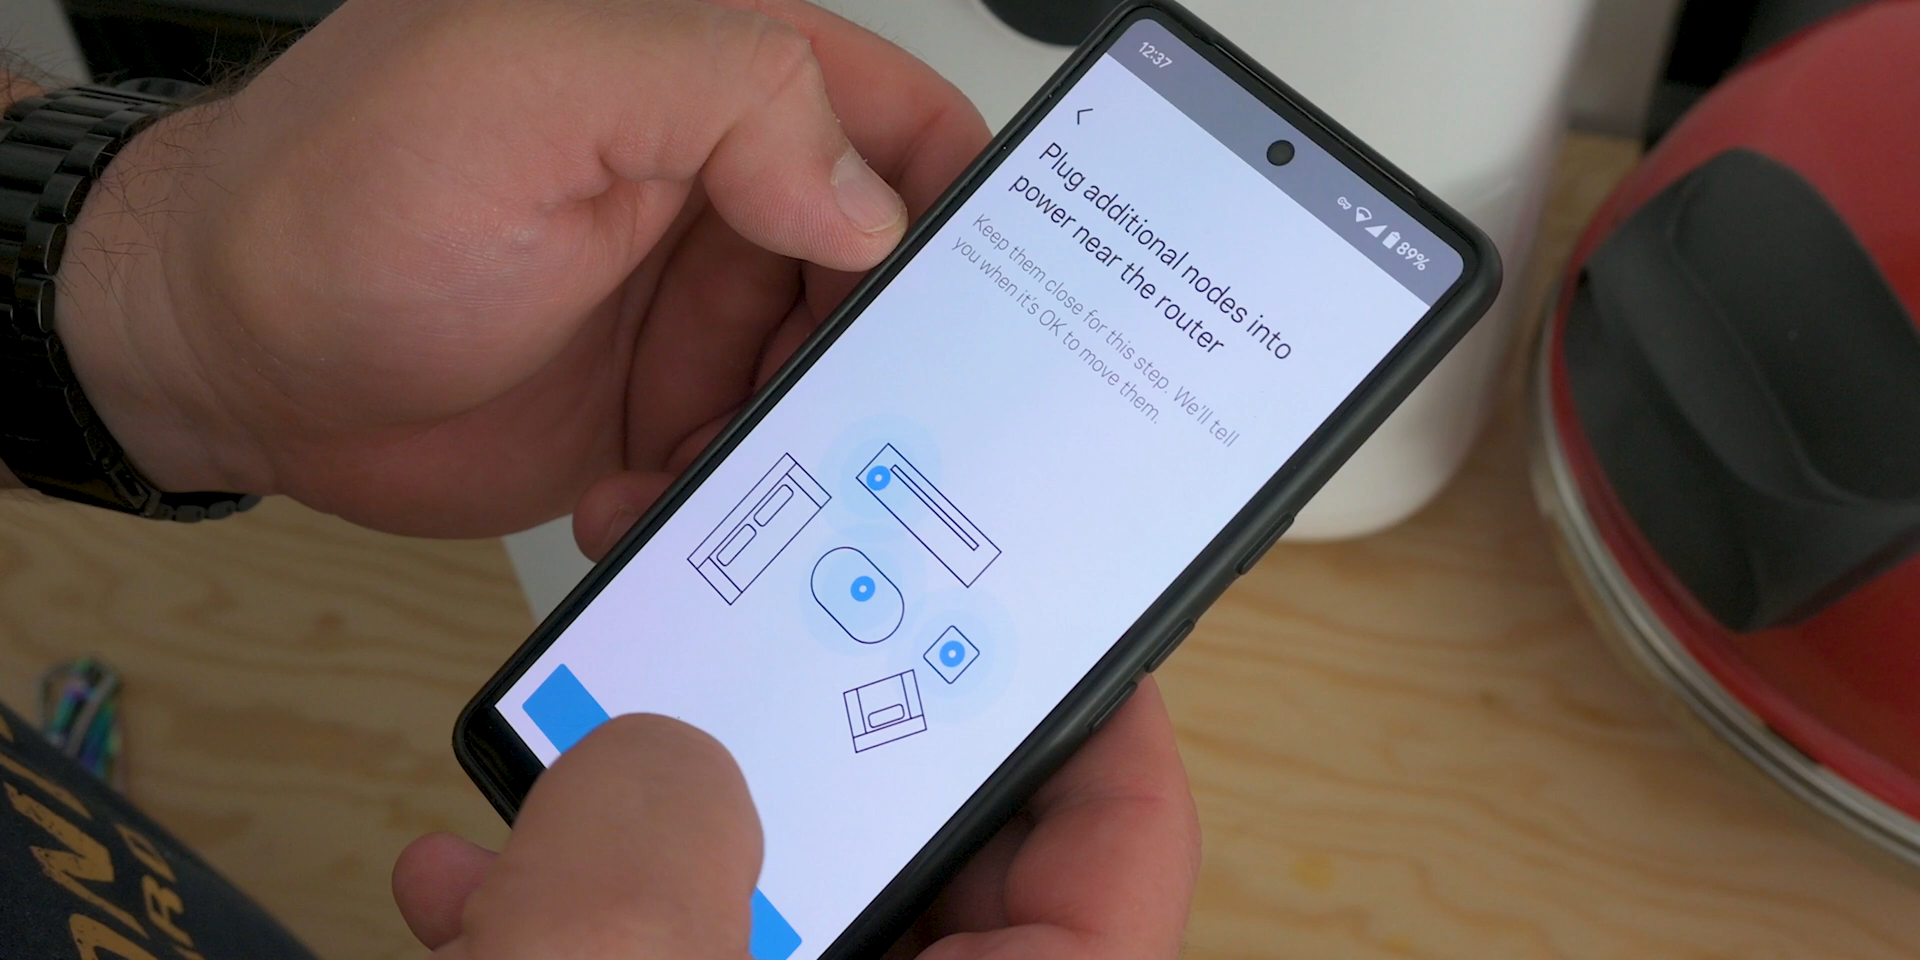 12:37
89%
Plug additional nodes into
power near the router
Keep them close for this step. We'll tell
you when it's OK to move them.